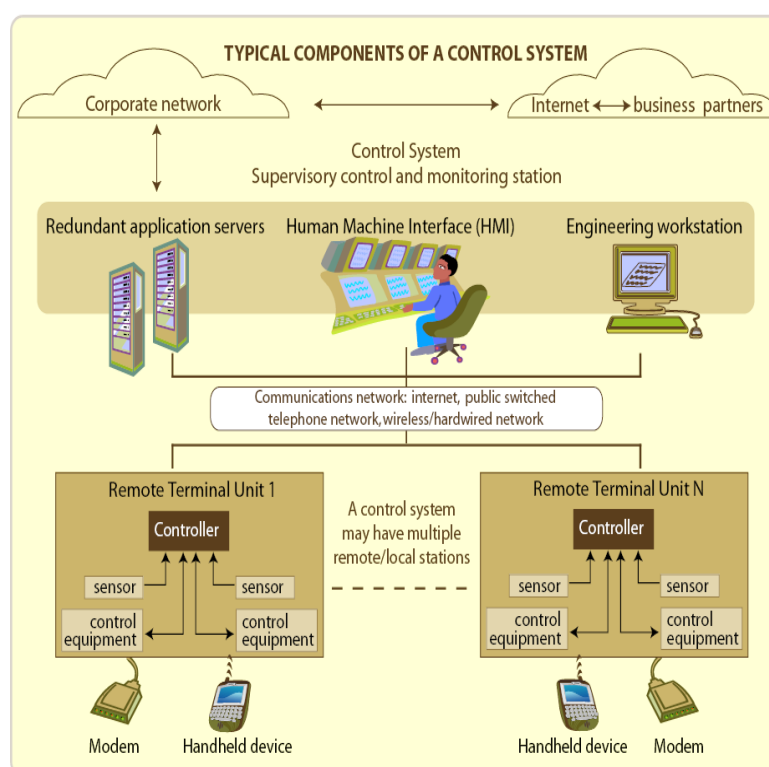 TYPICAL COMPONENTS OF A CONTROL SYSTEM
Corporate network
Internet
business partners
Control System
Supervisory control and monitoring station
Redundant application servers
Human Machine Interface (HMI)
Engineering workstation
Communications network: internet, public switched
telephone network,wireless/hardwired network
Remote Terminal Unit 1
Controller
sensor
sensor
control
equipment
control
equipment
Modem
Handheld device
A control system
may have multiple
remote/local stations
Remote Terminal Unit N
Controller
sensor
sensor
control
equipment
control
equipment
Handheld device
Modem